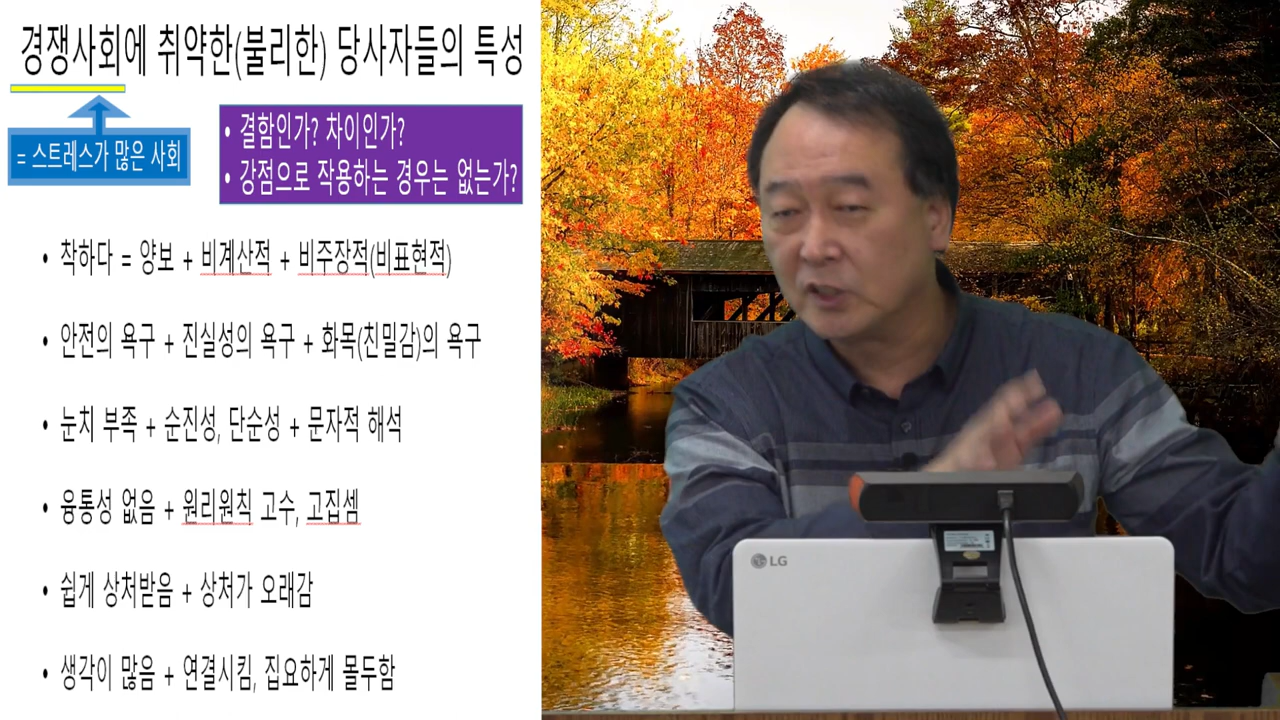 경쟁사회에 취약한(불리한) 당사자들의 특성
= 스트레스가 많은 사회
• 결함인가? 차이인가?
• 강점으로 작용하는 경우는 없는가?
• 착하다 = 양보 + 비계산적 + 비주장적(비표현적)
• 안전의 욕구 + 진실성의 욕구 + 화목(친밀감)의 욕구
• 눈치 부족 + 순진성, 단순성 + 문자적 해석
• 융통성 없음 + 원리원칙 고수, 고집셈
• 쉽게 상처받음 + 상처가 오래감
• 생각이 많음 + 연결시킴, 집요하게 몰두함
LG